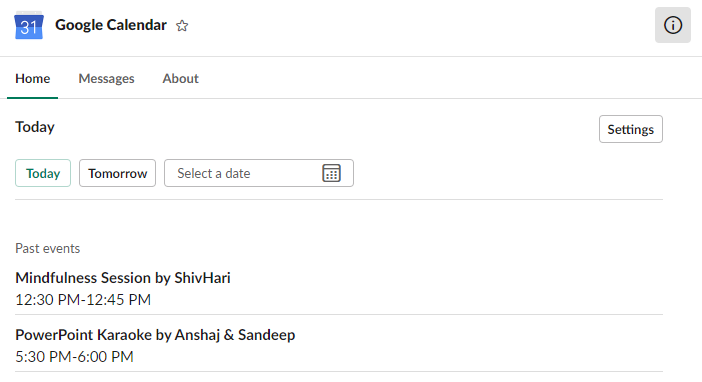 31
Google Calendar
Home Messages About
Today
Settings
Today Tomorrow Select a date
Past events
Mindfulness Session by ShivHari
12:30 PM-12:45 PM
PowerPoint Karaoke by Anshaj & Sandeep
5:30 PM-6:00 PM